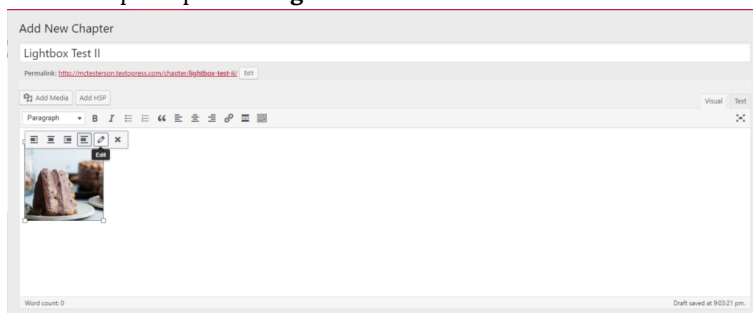 Add New Chapter
Lightbox Test II
Permalink: http://mctesterson.textopress.com/chapter/lightbox-test-ii/ Edit
Add Media Add H5P
Visual Text
Paragraph B I
Edit
Word count: 0
Draft saved at 9:03:21 pm.